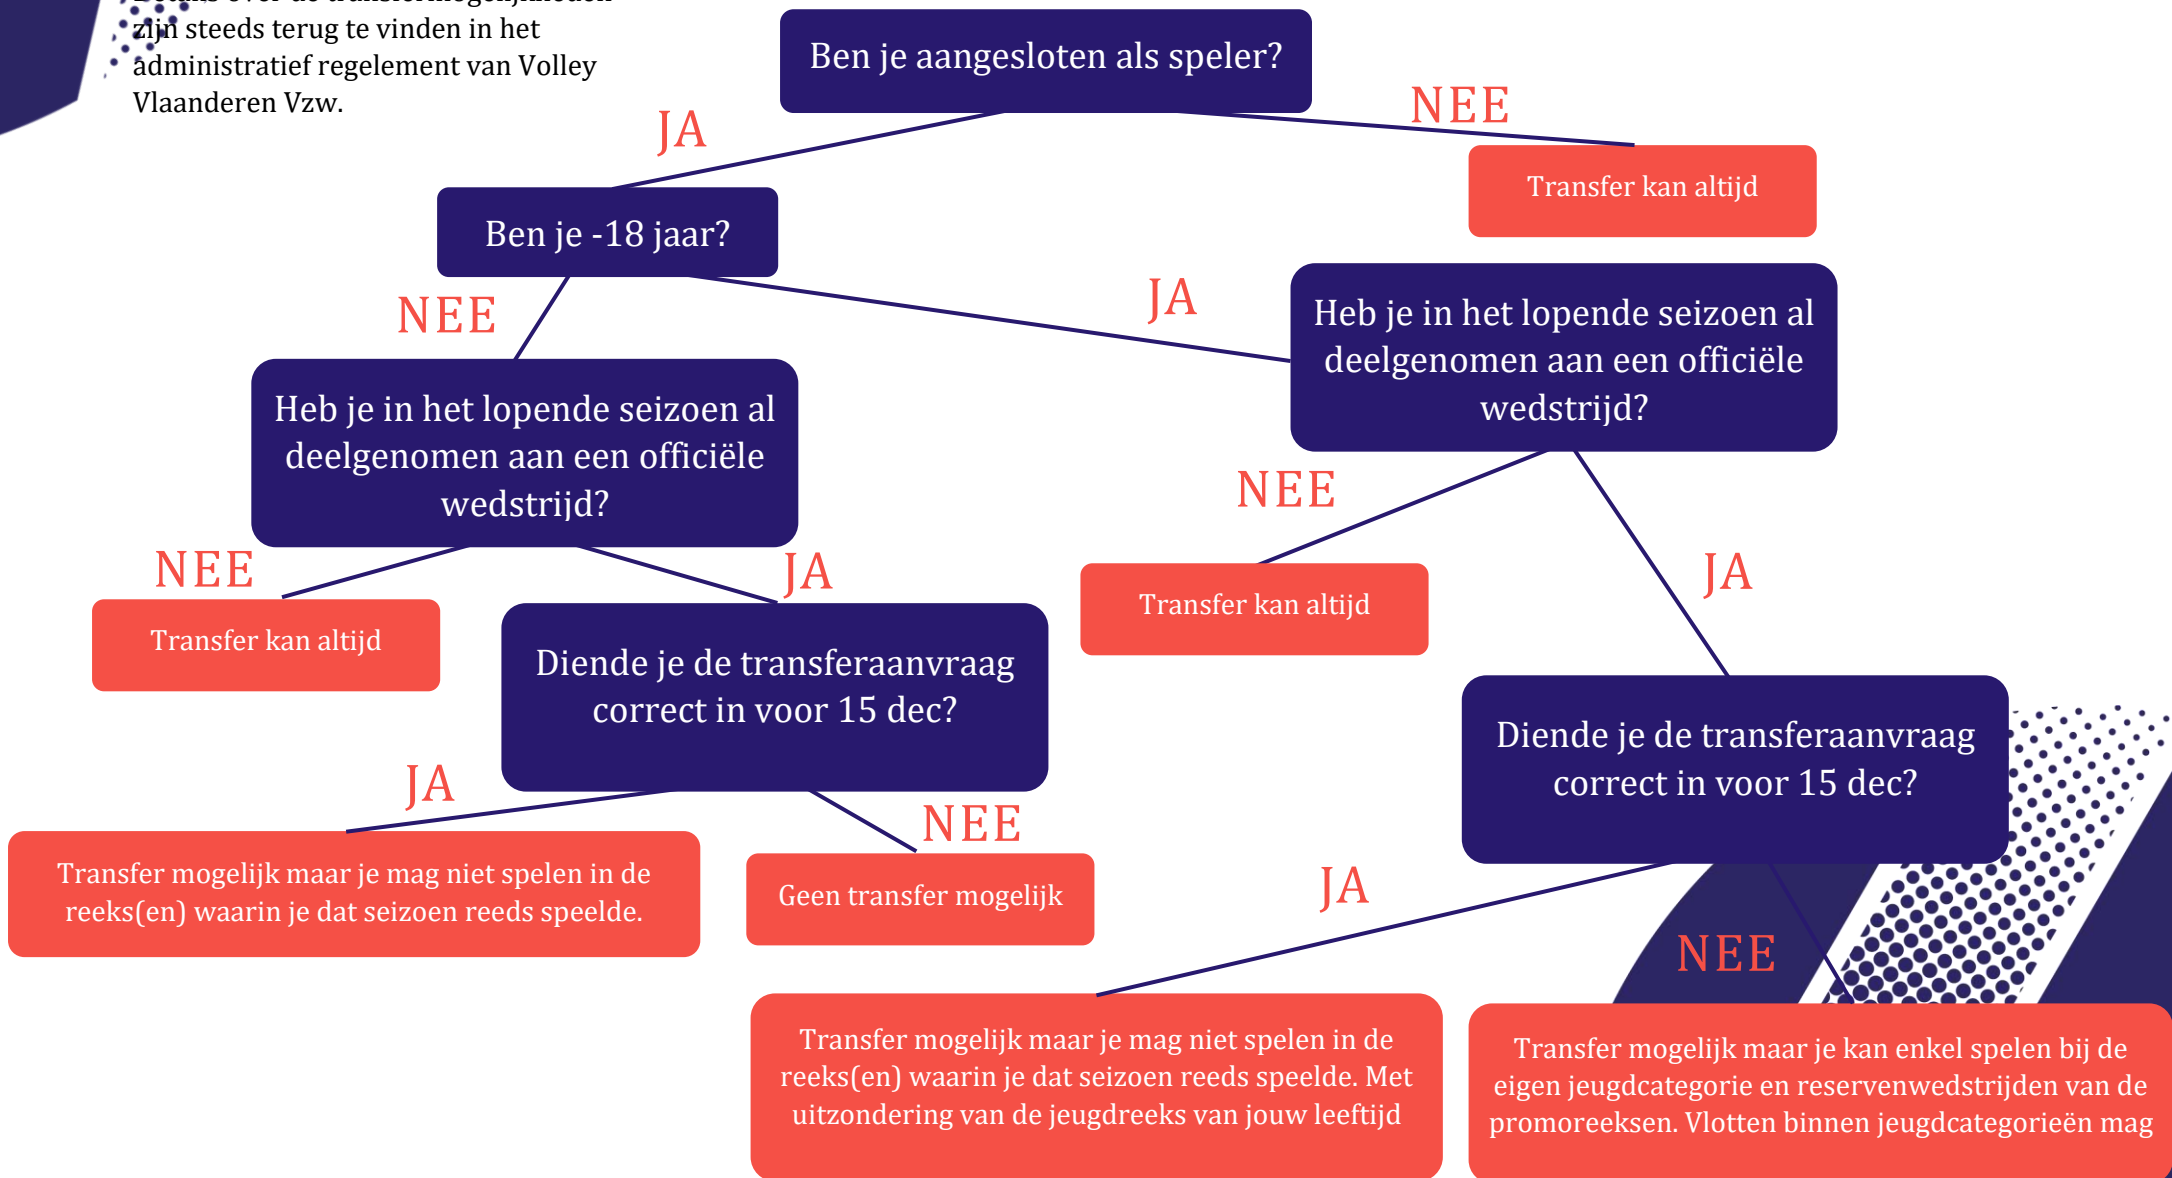 zijn steeds terug te vinden in het
administratief regelement van Volley
Vlaanderen Vzw.
Ben je aangesloten als speler?
JA
NEE
Transfer kan altijd
Ben je -18 jaar?
NEE
JA
Heb je in het lopende seizoen al
deelgenomen aan een officiële
wedstrijd?
Heb je in het lopende seizoen al
deelgenomen aan een officiële
wedstrijd?
NEE
JA
NEE
JA
Transfer kan altijd
Transfer kan altijd
Diende je de transferaanvraag
correct in voor 15 dec?
Diende je de transferaanvraag
correct in voor 15 dec?
JA
NEE
Transfer mogelijk maar je mag niet spelen in de
reeks(en) waarin je dat seizoen reeds speelde.
Geen transfer mogelijk
JA
NEE
Transfer mogelijk maar je mag niet spelen in de
reeks(en) waarin je dat seizoen reeds speelde. Met
uitzondering van de jeugdreeks van jouw leeftijd
Transfer mogelijk maar je kan enkel spelen bij de
eigen jeugdcategorie en reservenwedstrijden van de
promoreeksen. Vlotten binnen jeugdcategorieën mag